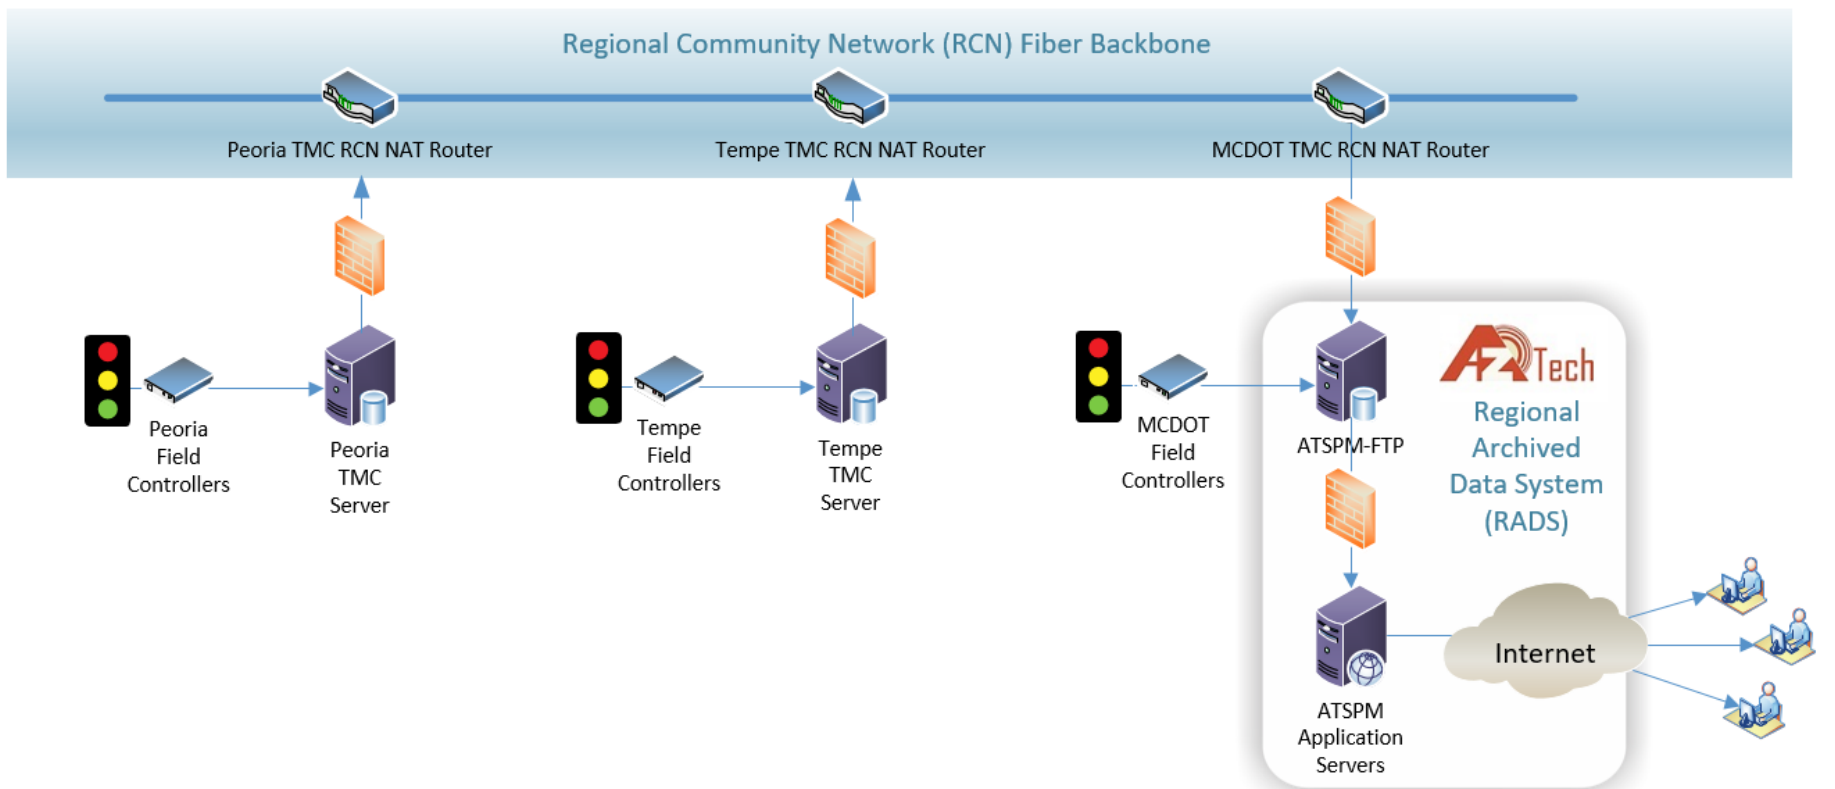 Regional Community Network (RCN) Fiber Backbone
Peoria TMC RCN NAT Router
Tempe TMC RCN NAT Router
MCDOT TMC RCN NAT Router
Peoria
Field
Controllers
Peoria
TMC
Server
Tempe
Field
Controllers
Tempe
TMC
Server
MCDOT
Field
Controllers
ATSPM-FTP
AZTech
Regional
Archived
Data System
(RADS)
ATSPM
Application
Servers
Internet